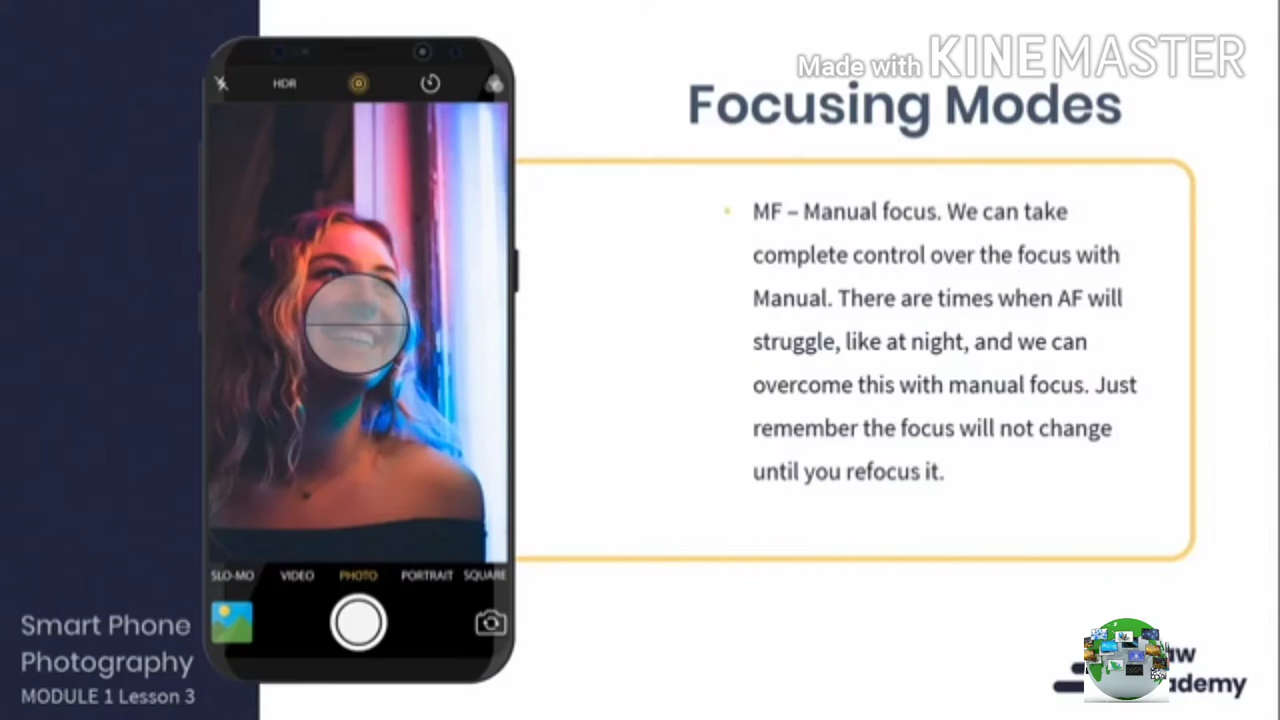 Made with KINEMASTER
Focusing Modes
HDR
MF – Manual focus. We can take
complete control over the focus with
Manual. There are times when AF will
struggle, like at night, and we can
overcome this with manual focus. Just
remember the focus will not change
until you refocus it.
SLO-MO VIDEO PHOTO PORTRAIT SQUARE
Smart Phone
Photography
MODULE 1 Lesson 3